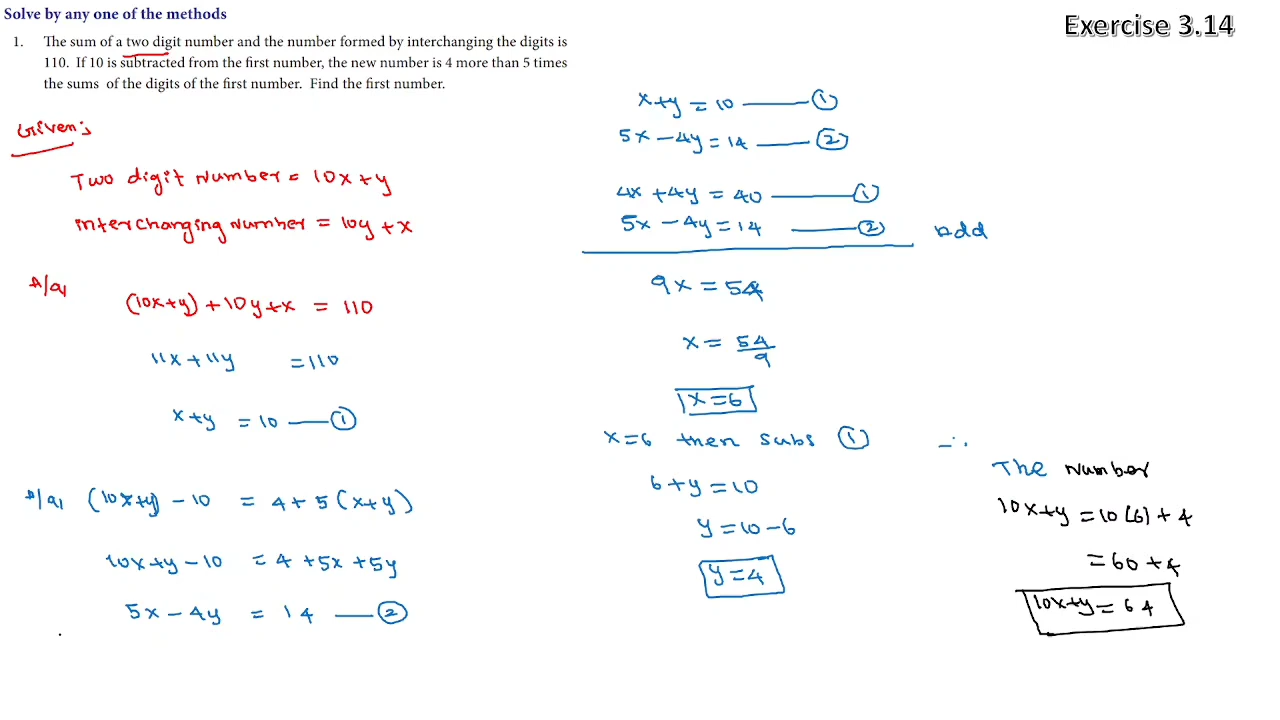 Solve by any one of the methods
Exercise 3.14
1. The sum of a two digit number and the number formed by interchanging the digits is
110. If 10 is subtracted from the first number, the new number is 4 more than 5 times
the sums of the digits of the first number. Find the first number.
Given:
Two digit Number = 10x+y
interchanging Number = 10y+x
A/q,
(10x+y)+10y+x = 110
11x+11y = 110
x+y = 10 —— ①
A/q, (10x+y)-10 = 4+5(x+y)
10x+y-10 = 4+5x+5y
5x-4y = 14 —— ②
x+y = 10 —— ①
5x-4y = 14 —— ②
4x+4y = 40 —— ①
5x-4y = 14 —— ② Add
9x = 54
x = 54/9
x=6
x=6 then subs ①
6+y=10
y=10-6
y=4
∴
The Number
10x+y = 10(6)+4
=60+4
10x+y = 64